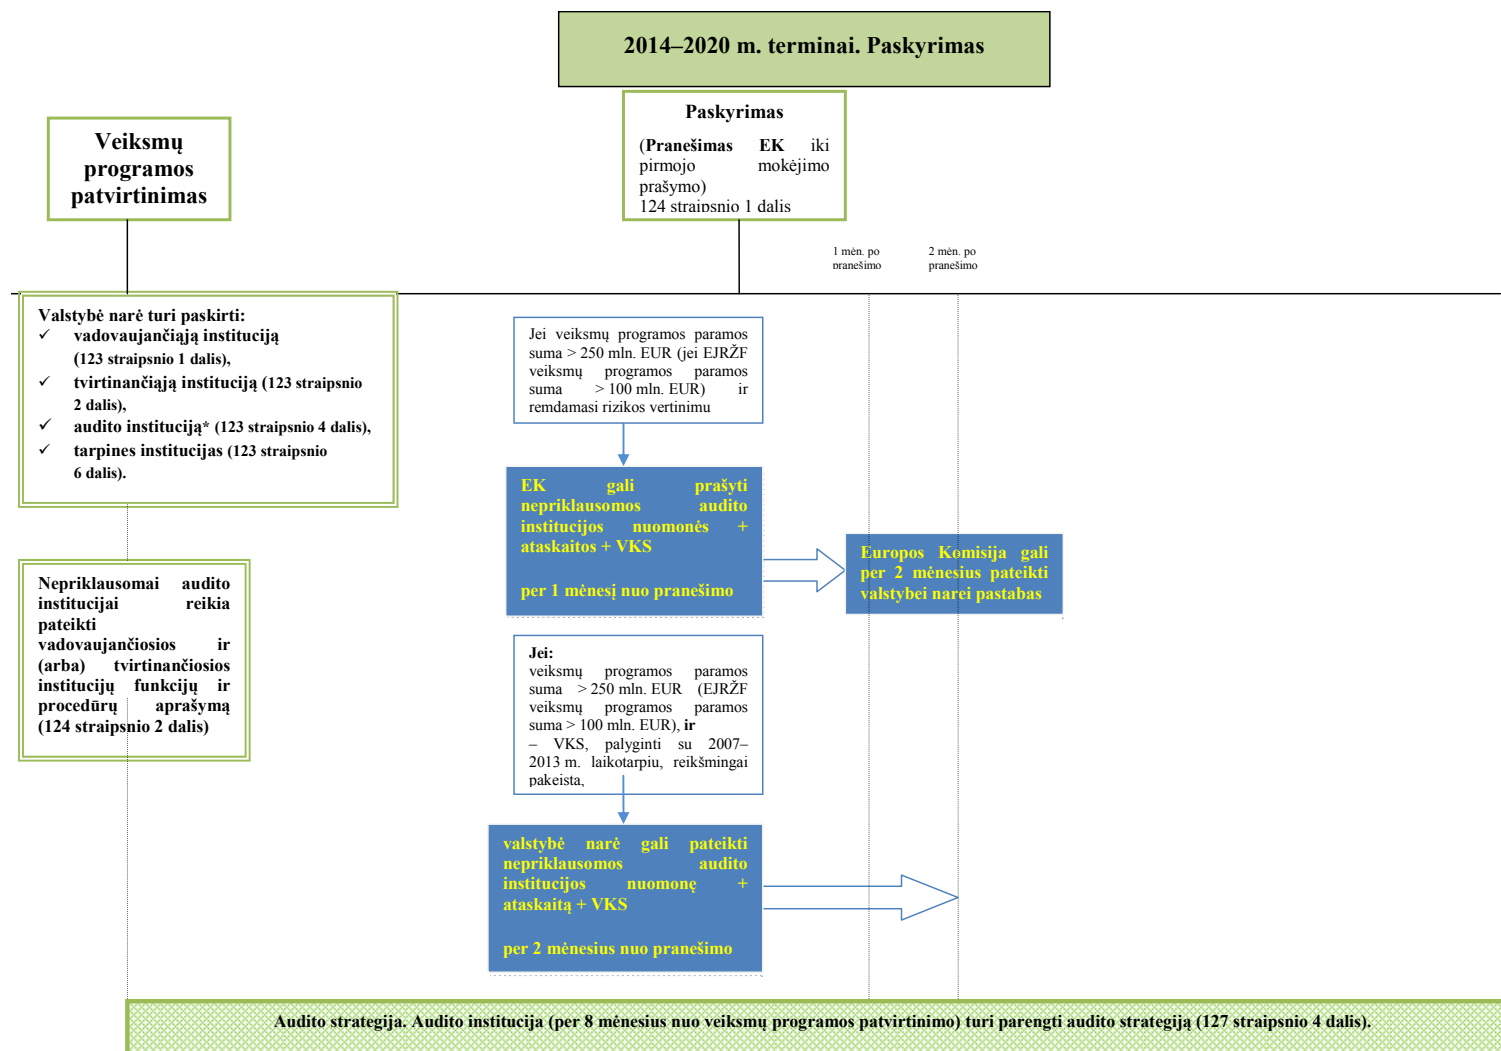 2014–2020 m. terminai. Paskyrimas
Veiksmų
programos
patvirtinimas
Paskyrimas
(Pranešimas EK iki
pirmojo mokėjimo
prašymo)
124 straipsnio 1 dalis
1 mėn. po
pranešimo
2 mėn. po
pranešimo
Valstybė narė turi paskirti:
✓ vadovaujančiąją instituciją
(123 straipsnio 1 dalis),
✓ tvirtinančiąją instituciją (123 straipsnio
2 dalis),
✓ audito instituciją* (123 straipsnio 4 dalis),
✓ tarpines institucijas (123 straipsnio
6 dalis).
Nepriklausomai audito
institucijai reikia
pateikti
vadovaujančiosios ir
(arba) tvirtinančiosios
institucijų funkcijų ir
procedūrų aprašymą
(124 straipsnio 2 dalis)
Jei veiksmų programos paramos
suma > 250 mln. EUR (jei EJRŽF
veiksmų programos paramos
suma > 100 mln. EUR) ir
remdamasi rizikos vertinimu
EK gali prašyti
nepriklausomos audito
institucijos nuomonės +
ataskaitos + VKS
per 1 mėnesį nuo pranešimo
Europos Komisija gali
per 2 mėnesius pateikti
valstybei narei pastabas
Jei:
veiksmų programos paramos
suma > 250 mln. EUR (EJRŽF
veiksmų programos paramos
suma > 100 mln. EUR), ir
– VKS, palyginti su 2007–
2013 m. laikotarpiu, reikšmingai
pakeista,
valstybė narė gali pateikti
nepriklausomos audito
institucijos nuomonę +
ataskaitą + VKS
per 2 mėnesius nuo pranešimo
Audito strategija. Audito institucija (per 8 mėnesius nuo veiksmų programos patvirtinimo) turi parengti audito strategiją (127 straipsnio 4 dalis).